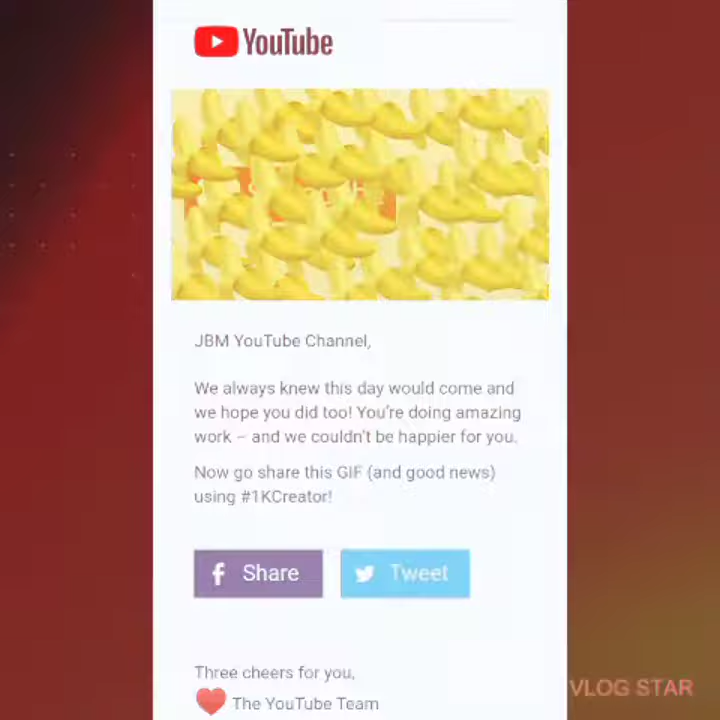 YouTube
JBM YouTube Channel,
We always knew this day would come and
we hope you did too! You're doing amazing
work – and we couldn't be happier for you.
Now go share this GIF (and good news)
using #1KCreator!
Share
Tweet
Three cheers for you,
The YouTube Team
VLOG STAR